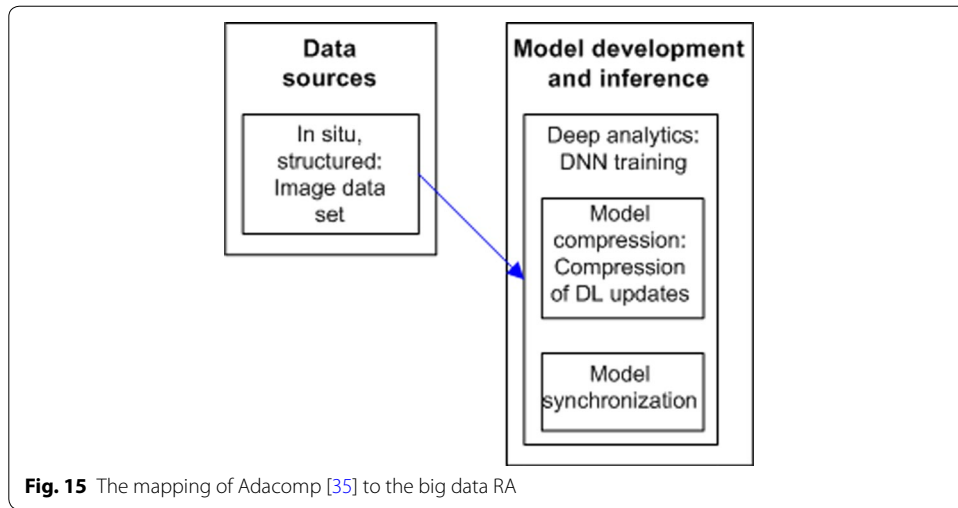 Data
sources
In situ,
structured:
Image data
set
Model development
and inference
Deep analytics:
DNN training
Model
compression:
Compression
of DL updates
Model
synchronization
Fig. 15 The mapping of Adacomp [35] to the big data RA